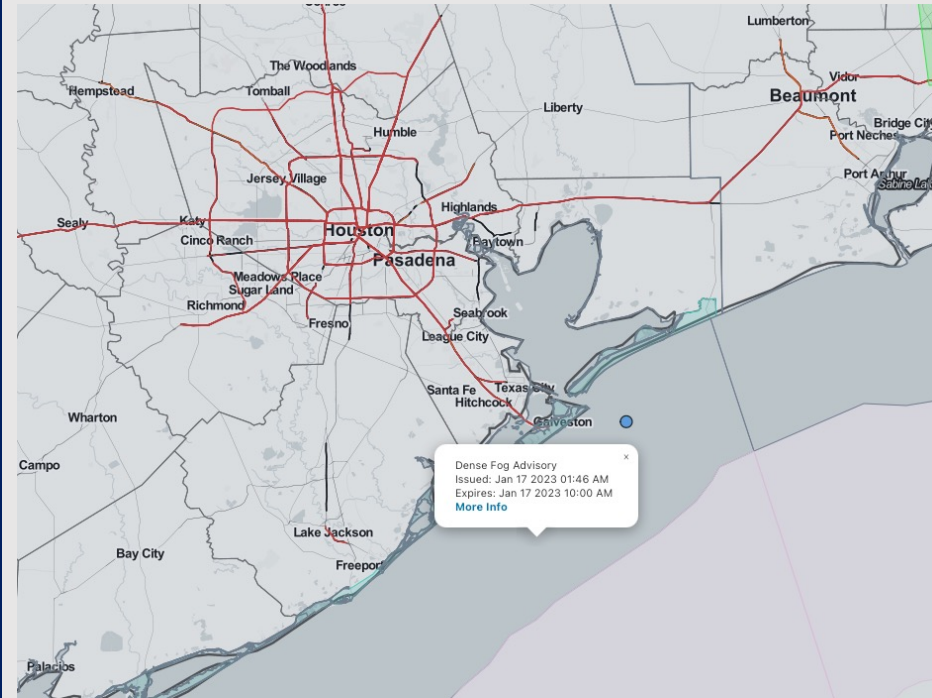 Lumberton
The Woodlands
Vidor
Hempstead
Tomball
Beaumont
Liberty
Bridge City
Humble
Port Neches
Port Arthur
Jersey Village
Sabine La
Highlands
Sealy
Katy
Houston
Cinco Ranch
Baytown
Pasadena
Meadows Place
Sugar Land
Richmond
Seabrook
Fresno
League City
Santa Fe
Texas City
Hitchcock
Wharton
Galveston
Campo
Dense Fog Advisory
×
Issued: Jan 17 2023 01:46 AM
Expires: Jan 17 2023 10:00 AM
More Info
Lake Jackson
Bay City
Freeport
Palacios